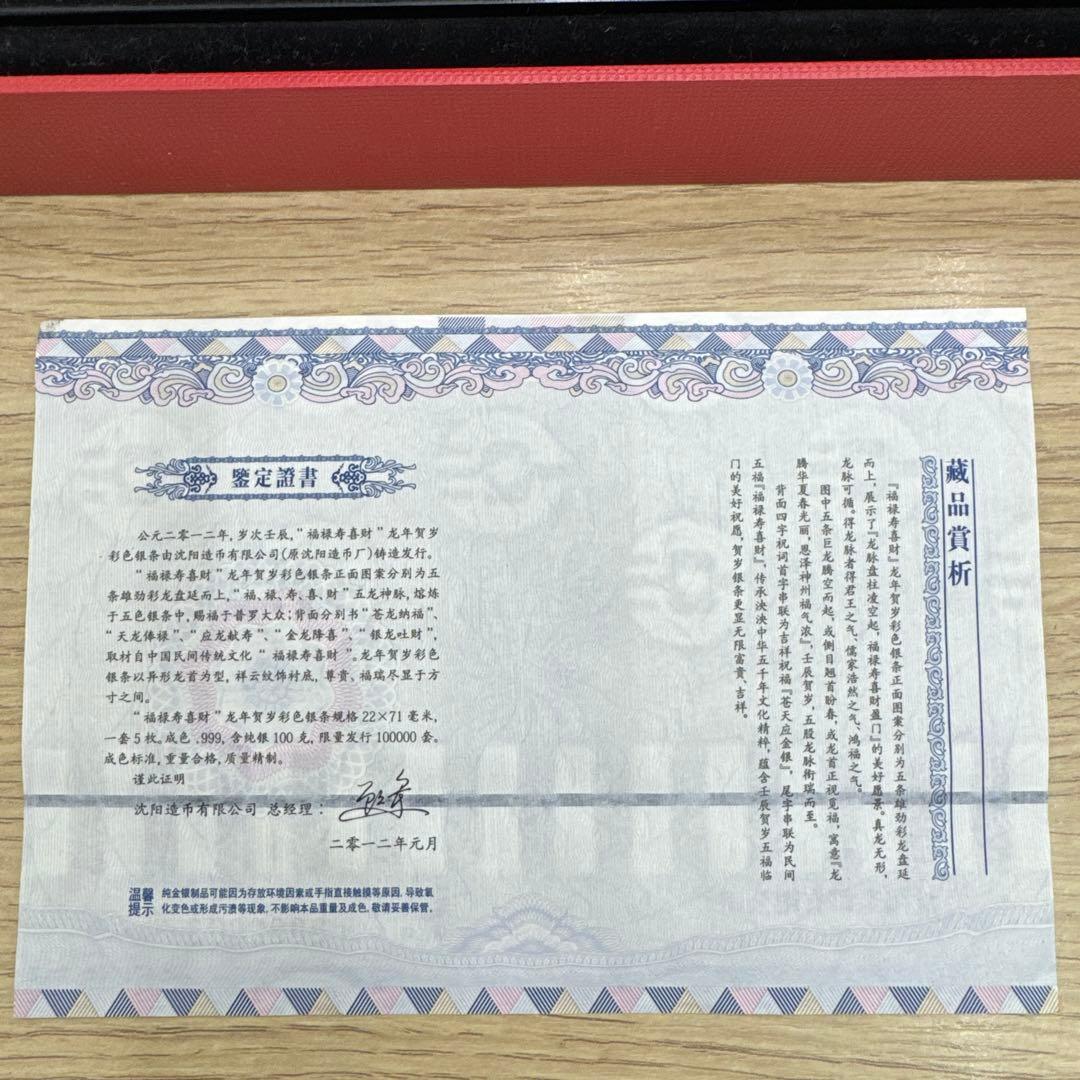 鑒定證書
公元二零一二年,岁次壬辰,“福禄寿喜财”龙年贺岁
彩色银条由沈阳造币有限公司(原沈阳造币厂)铸造发行。
“福禄寿喜财”龙年贺岁彩色银条正面图案分别为五
条雄劲彩龙盘延而上,“福、禄、寿、喜、财”五龙神脉,熔炼
于五色银条中,赐福于普罗大众;背面分别书“苍龙纳福”、
“天龙俸禄”、“应龙献寿”、“金龙降喜”、“银龙吐财”,
取材自中国民间传统文化“福禄寿喜财”。龙年贺岁彩色
银条以异形龙首为型,祥云纹饰衬底,尊贵、福瑞尽显于方
寸之间。
“福禄寿喜财”龙年贺岁彩色银条规格22×71毫米,
一套5枚。成色.999,含纯银100克,限量发行100000套。
成色标准,重量合格,质量精制。
谨此证明
沈阳造币有限公司 总经理:
二零一二年元月
温馨
提示
纯金银制品可能因为存放环境因素或手指直接触摸等原因,导致氧
化变色或形成污渍等现象,不影响本品重量及成色,敬请妥善保管。
藏品赏析
『福禄寿喜财』龙年贺岁彩色银条正面图案分别为五条雄劲彩龙盘延
而上,展示了『龙脉盘柱凌空起,福禄寿喜财盈门』的美好愿景。真龙无形,
龙脉可循。得龙脉者得君王之气、儒家浩然之气、鸿福之气。
图中五条巨龙腾空而起,或侧目翘首盼春,或龙首正视觅福,寓意『龙
腾华夏春光丽,恩泽神州福气浓』,壬辰贺岁,五股龙脉衔瑞而至。
背面四字祝词首字串联为吉祥祝福『苍天应金银』,尾字串联为民间
五福『福禄寿喜财』,传承泱泱中华五千年文化精粹,蕴含壬辰贺岁五福临
门的美好祝愿,贺岁银条更显无限富贵、吉祥。